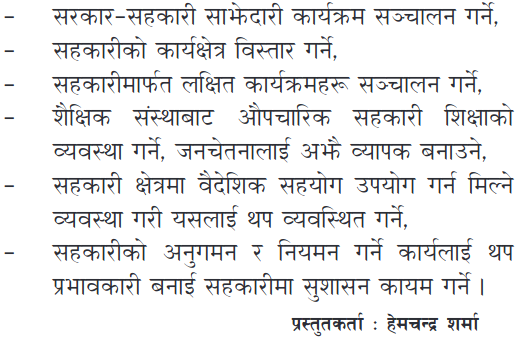 – सरकार-सहकारी साझेदारी कार्यक्रम सञ्चालन गर्ने,
– सहकारीको कार्यक्षेत्र विस्तार गर्ने,
– सहकारीमार्फत लक्षित कार्यक्रमहरू सञ्चालन गर्ने,
– शैक्षिक संस्थाबाट औपचारिक सहकारी शिक्षाको
व्यवस्था गर्ने, जनचेतनालाई अझै व्यापक बनाउने,
– सहकारी क्षेत्रमा वैदेशिक सहयोग उपयोग गर्न मिल्ने
व्यवस्था गरी यसलाई थप व्यवस्थित गर्ने,
– सहकारीको अनुगमन र नियमन गर्ने कार्यलाई थप
प्रभावकारी बनाई सहकारीमा सुशासन कायम गर्ने ।
प्रस्तुतकर्ता : हेमचन्द्र शर्मा